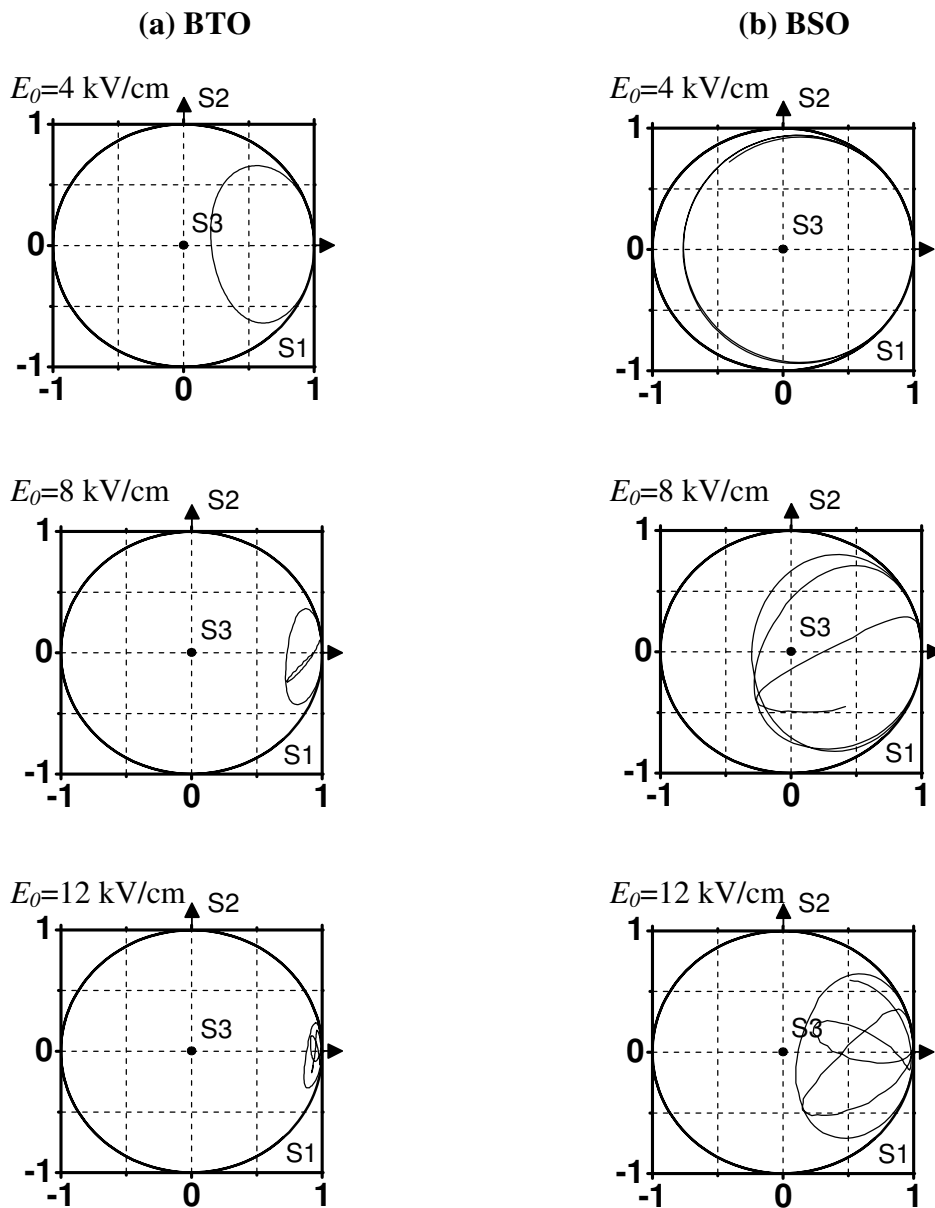 (a) BTO
(b) BSO
E0=4 kV/cm
S2
1
S3
0
S1
-1
-1 0 1
E0=4 kV/cm
S2
1
S3
0
S1
-1
-1 0 1
E0=8 kV/cm
S2
1
S3
0
S1
-1
-1 0 1
E0=8 kV/cm
S2
1
S3
0
S1
-1
-1 0 1
E0=12 kV/cm
S2
1
S3
0
S1
-1
-1 0 1
E0=12 kV/cm
S2
1
S3
0
S1
-1
-1 0 1